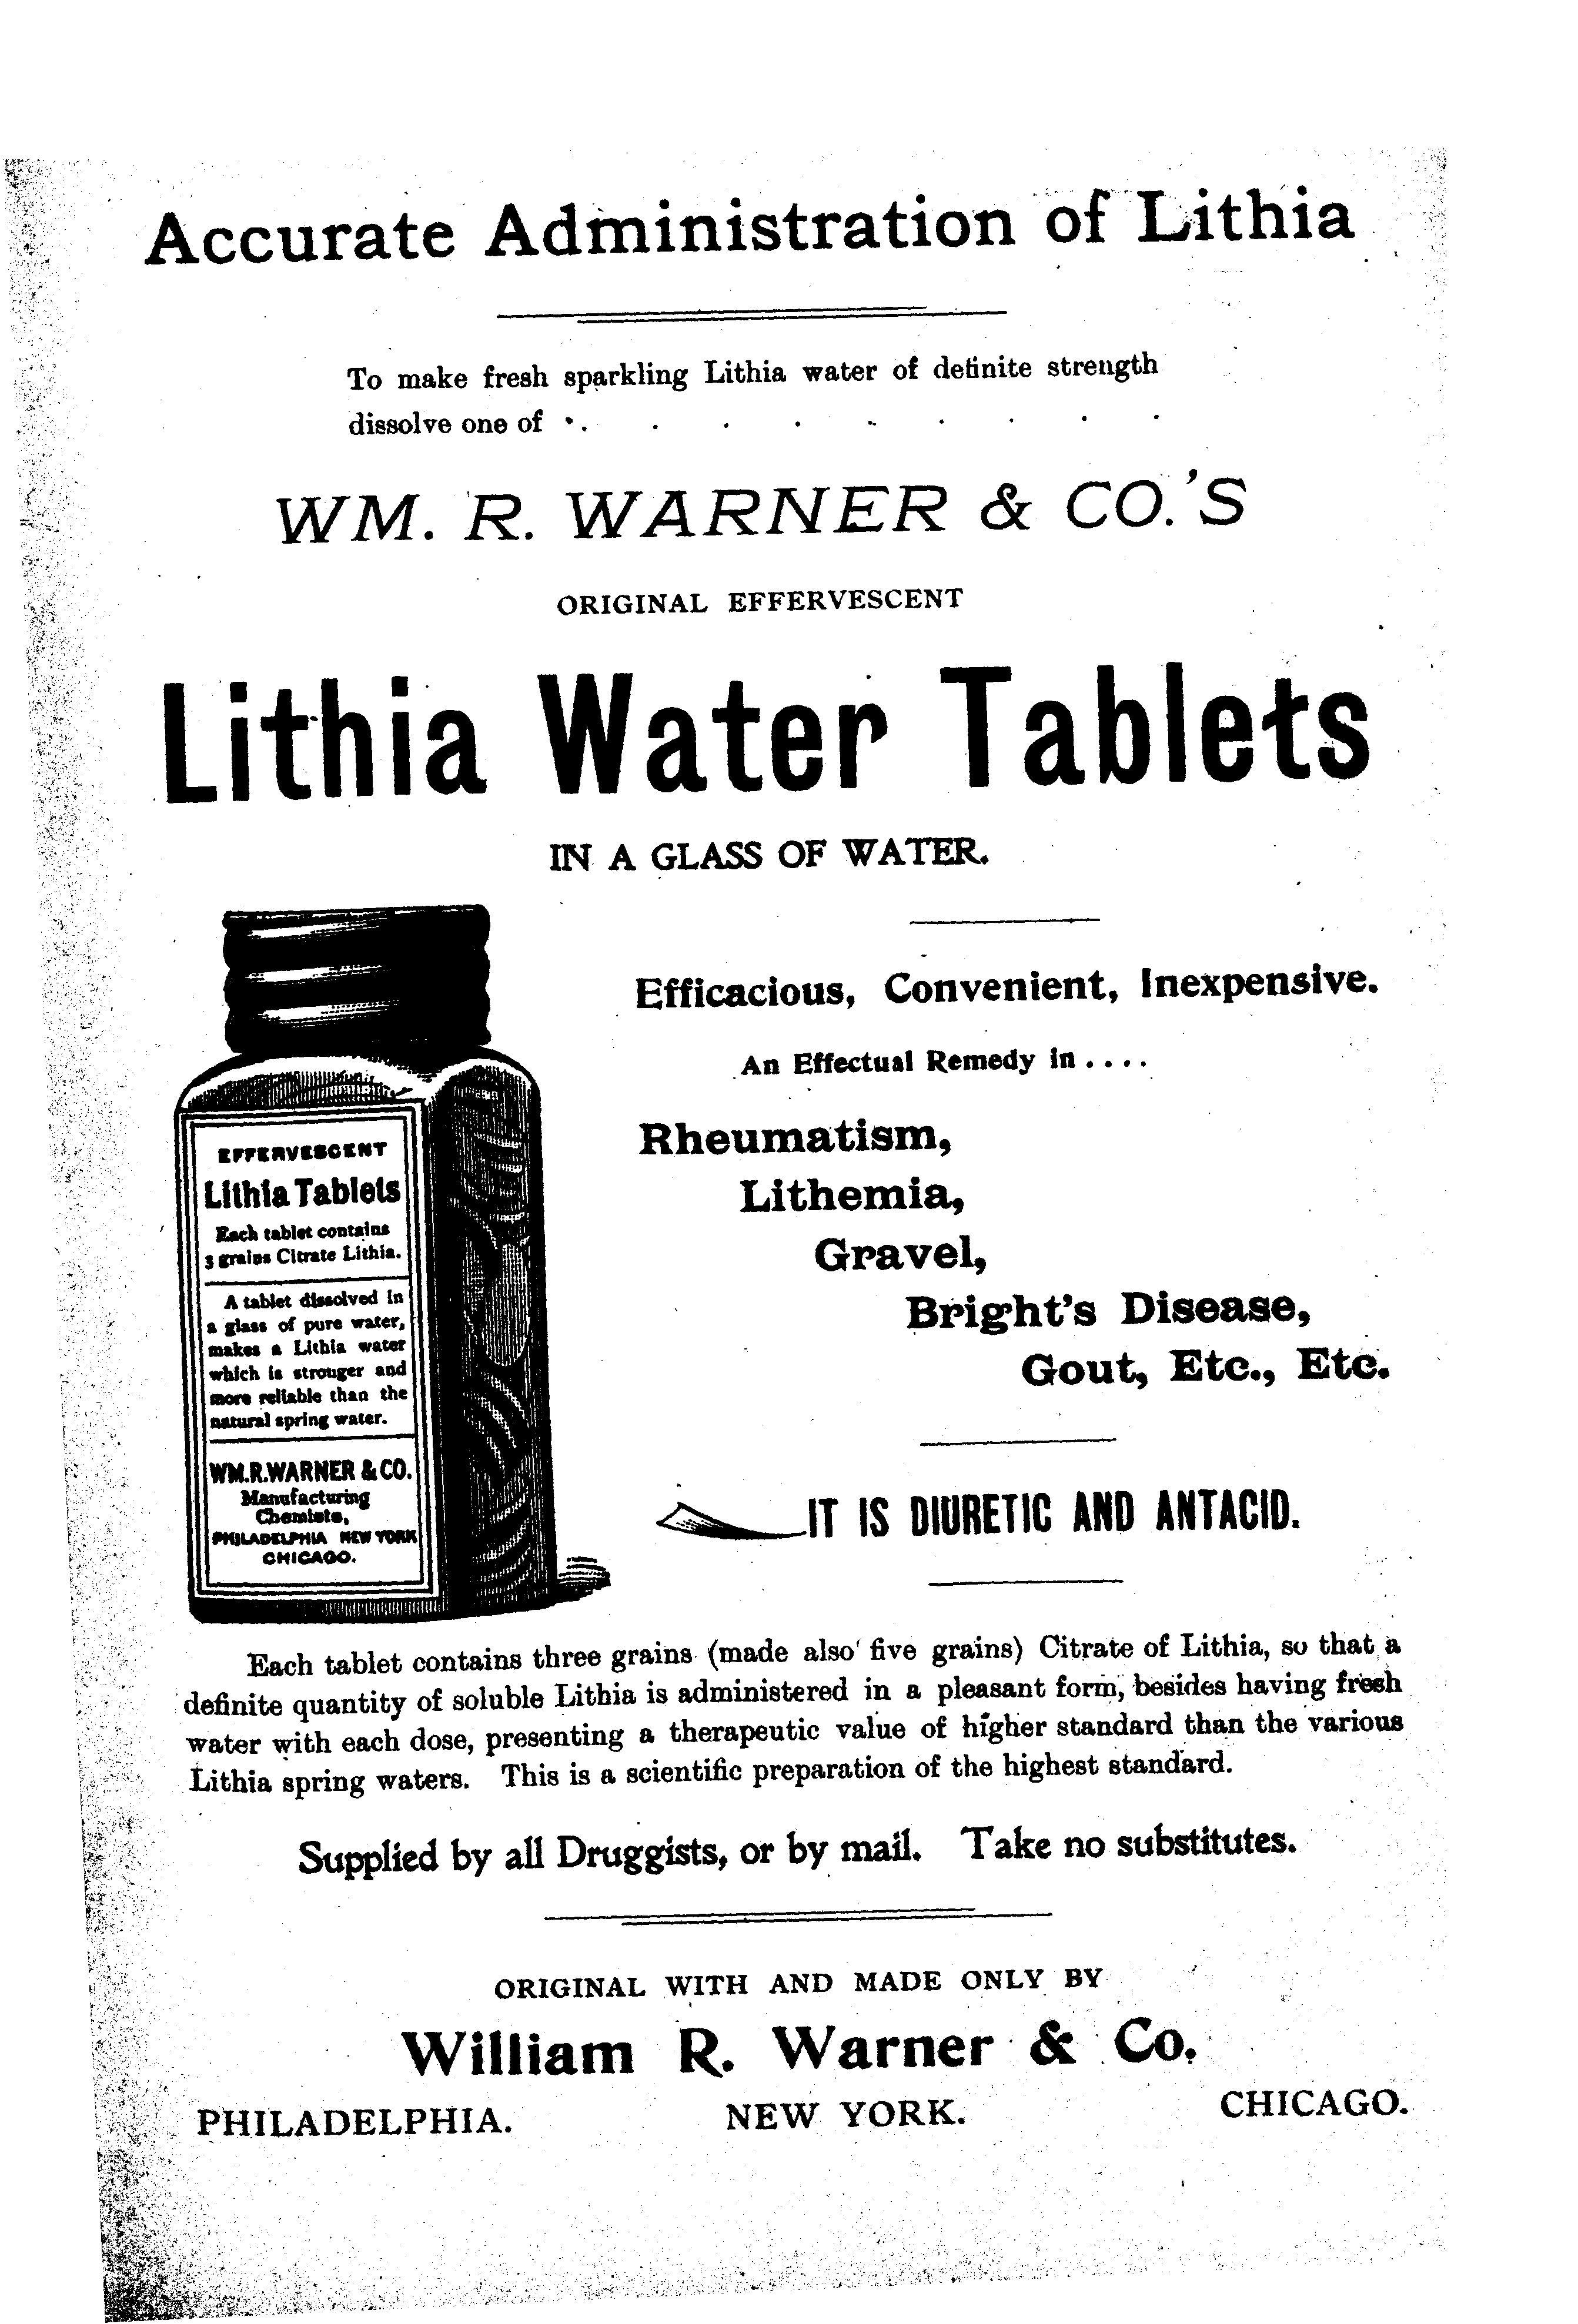 Accurate Administration of Lithia
To make fresh sparkling Lithia water of definite strength
dissolve one of . . . . . . . . .
WM. R. WARNER & CO.'S
ORIGINAL EFFERVESCENT
Lithia Water Tablets
IN A GLASS OF WATER.
Efficacious, Convenient, Inexpensive.
An Effectual Remedy in . . . .
Rheumatism,
Lithemia,
Gravel,
Bright's Disease,
Gout, Etc., Etc.
IT IS DIURETIC AND ANTACID.
EFFERVESCENT
Lithia Tablets
Each tablet contains
3 grains Citrate Lithia.
A tablet dissolved in
a glass of pure water,
makes a Lithia water
which is stronger and
more reliable than the
natural spring water.
WM.R.WARNER & CO.
Manufacturing
Chemists,
PHILADELPHIA NEW YORK
CHICAGO.
Each tablet contains three grains (made also five grains) Citrate of Lithia, so that a
definite quantity of soluble Lithia is administered in a pleasant form, besides having fresh
water with each dose, presenting a therapeutic value of higher standard than the various
Lithia spring waters. This is a scientific preparation of the highest standard.
Supplied by all Druggists, or by mail. Take no substitutes.
ORIGINAL WITH AND MADE ONLY BY
William R. Warner & Co.
PHILADELPHIA. NEW YORK. CHICAGO.